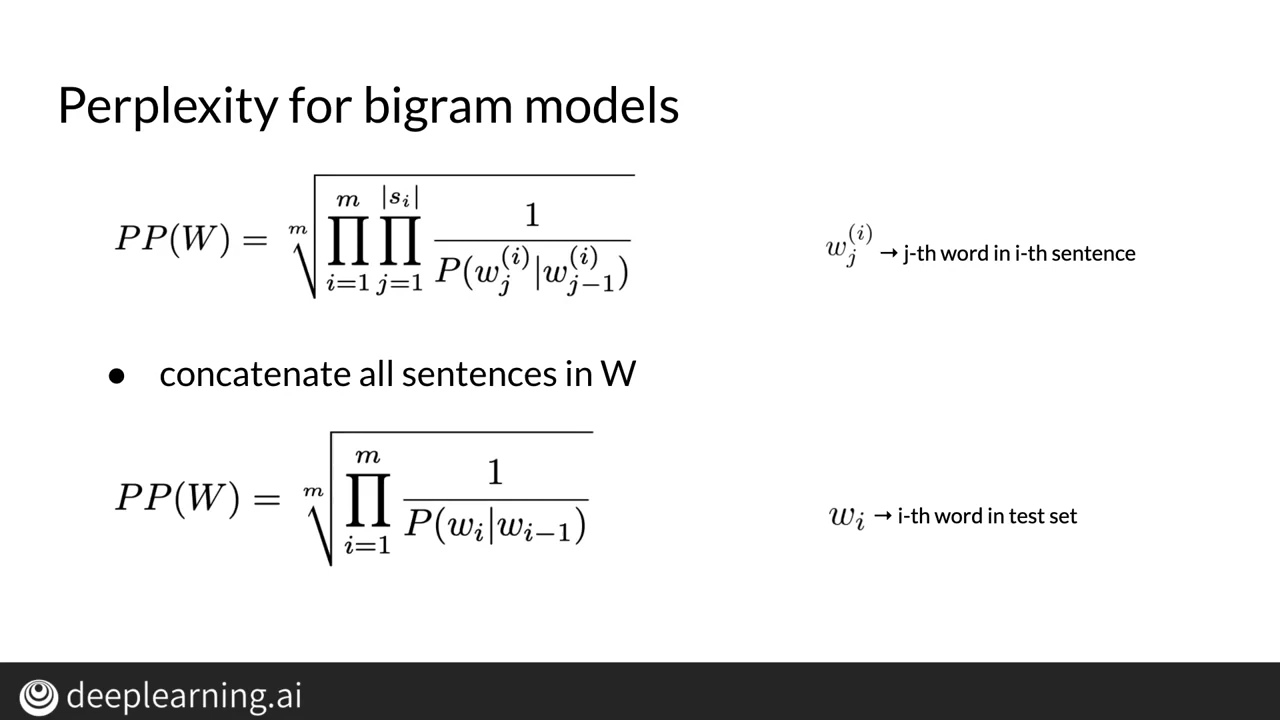 Perplexity for bigram models
$PP(W) = \sqrt[m]{\prod_{i=1}^{m} \prod_{j=1}^{|s_i|} \frac{1}{P(w_j^{(i)}|w_{j-1}^{(i)})}}$
$w_j^{(i)}$ → j-th word in i-th sentence
● concatenate all sentences in W
$PP(W) = \sqrt[m]{\prod_{i=1}^{m} \frac{1}{P(w_i|w_{i-1})}}$
$w_i$ → i-th word in test set
deeplearning.ai